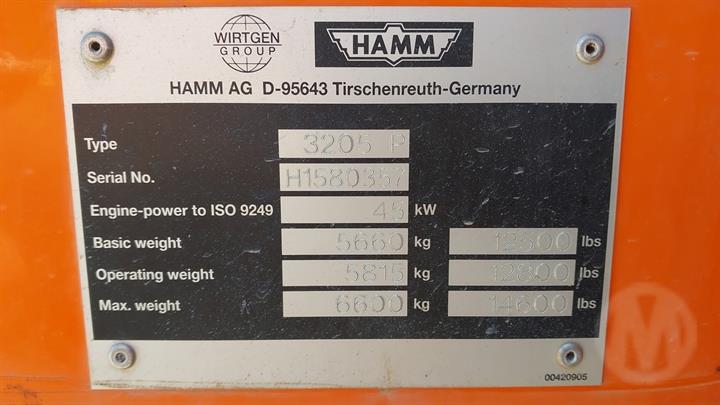 WIRTGEN
GROUP
HAMM
HAMM AG D-95643 Tirschenreuth-Germany
Type 3205 P
Serial No. H1580357
Engine-power to ISO 9249 45 kW
Basic weight 5660 kg 12500 lbs
Operating weight 5815 kg 12800 lbs
Max. weight 6600 kg 14600 lbs
00420905
M